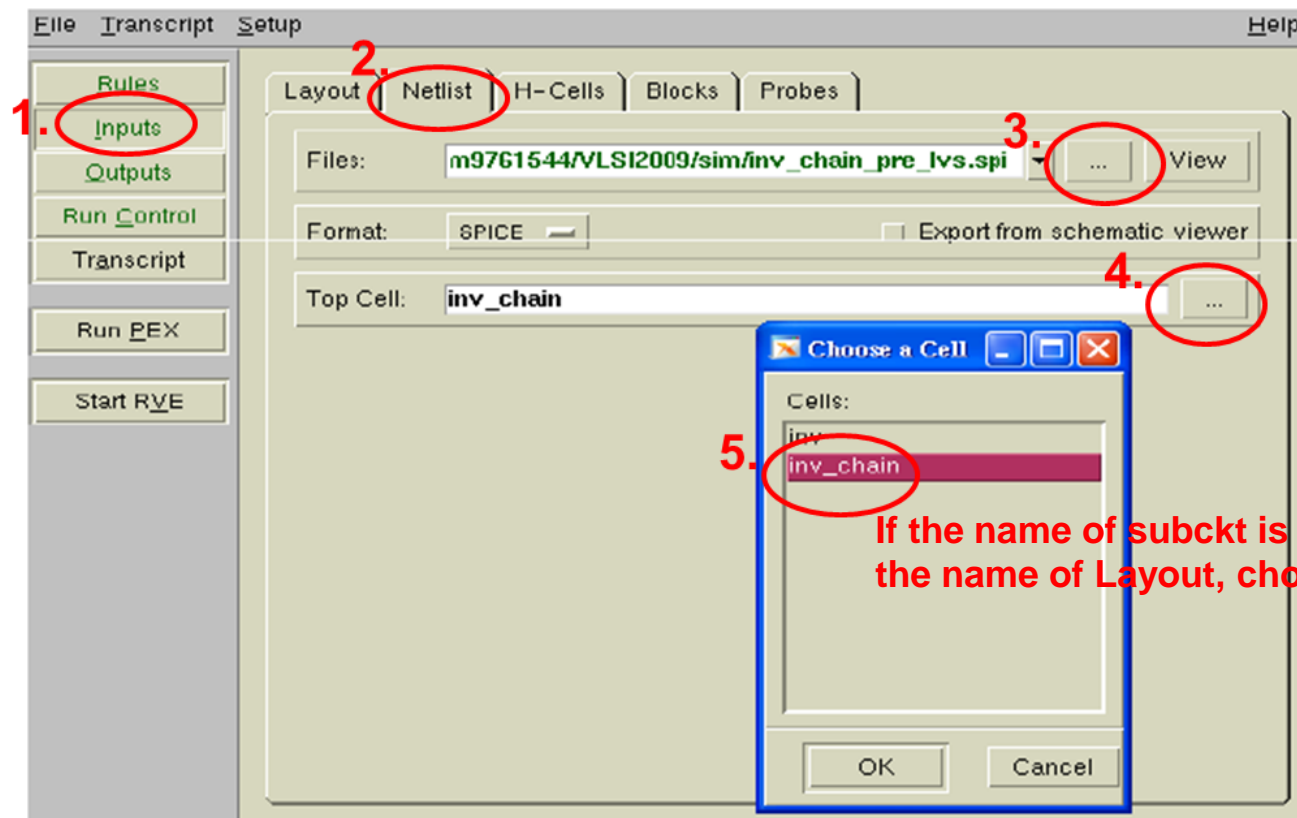 File Transcript Setup Help
Rules
1.
Inputs
Outputs
Run Control
Transcript
Run PEX
Start RVE
2.
Layout Netlist H-Cells Blocks Probes
3.
Files: m9761544/VLSI2009/sim/inv_chain_pre_lvs.spi ... View
Format: SPICE Export from schematic viewer
4.
Top Cell: inv_chain ...
Choose a Cell
Cells:
inv
5.
inv_chain
If the name of subckt is
the name of Layout, cho
OK Cancel